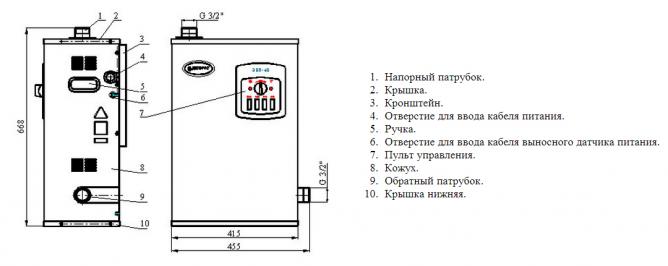 G 3/2"
1
2
3
4
5
6
7
8
9
10
668
ЭВП-48
G 3/2"
415
455
1. Напорный патрубок.
2. Крышка.
3. Кронштейн.
4. Отверстие для ввода кабеля питания.
5. Ручка.
6. Отверстие для ввода кабеля выносного датчика питания.
7. Пульт управления.
8. Кожух.
9. Обратный патрубок.
10. Крышка нижняя.